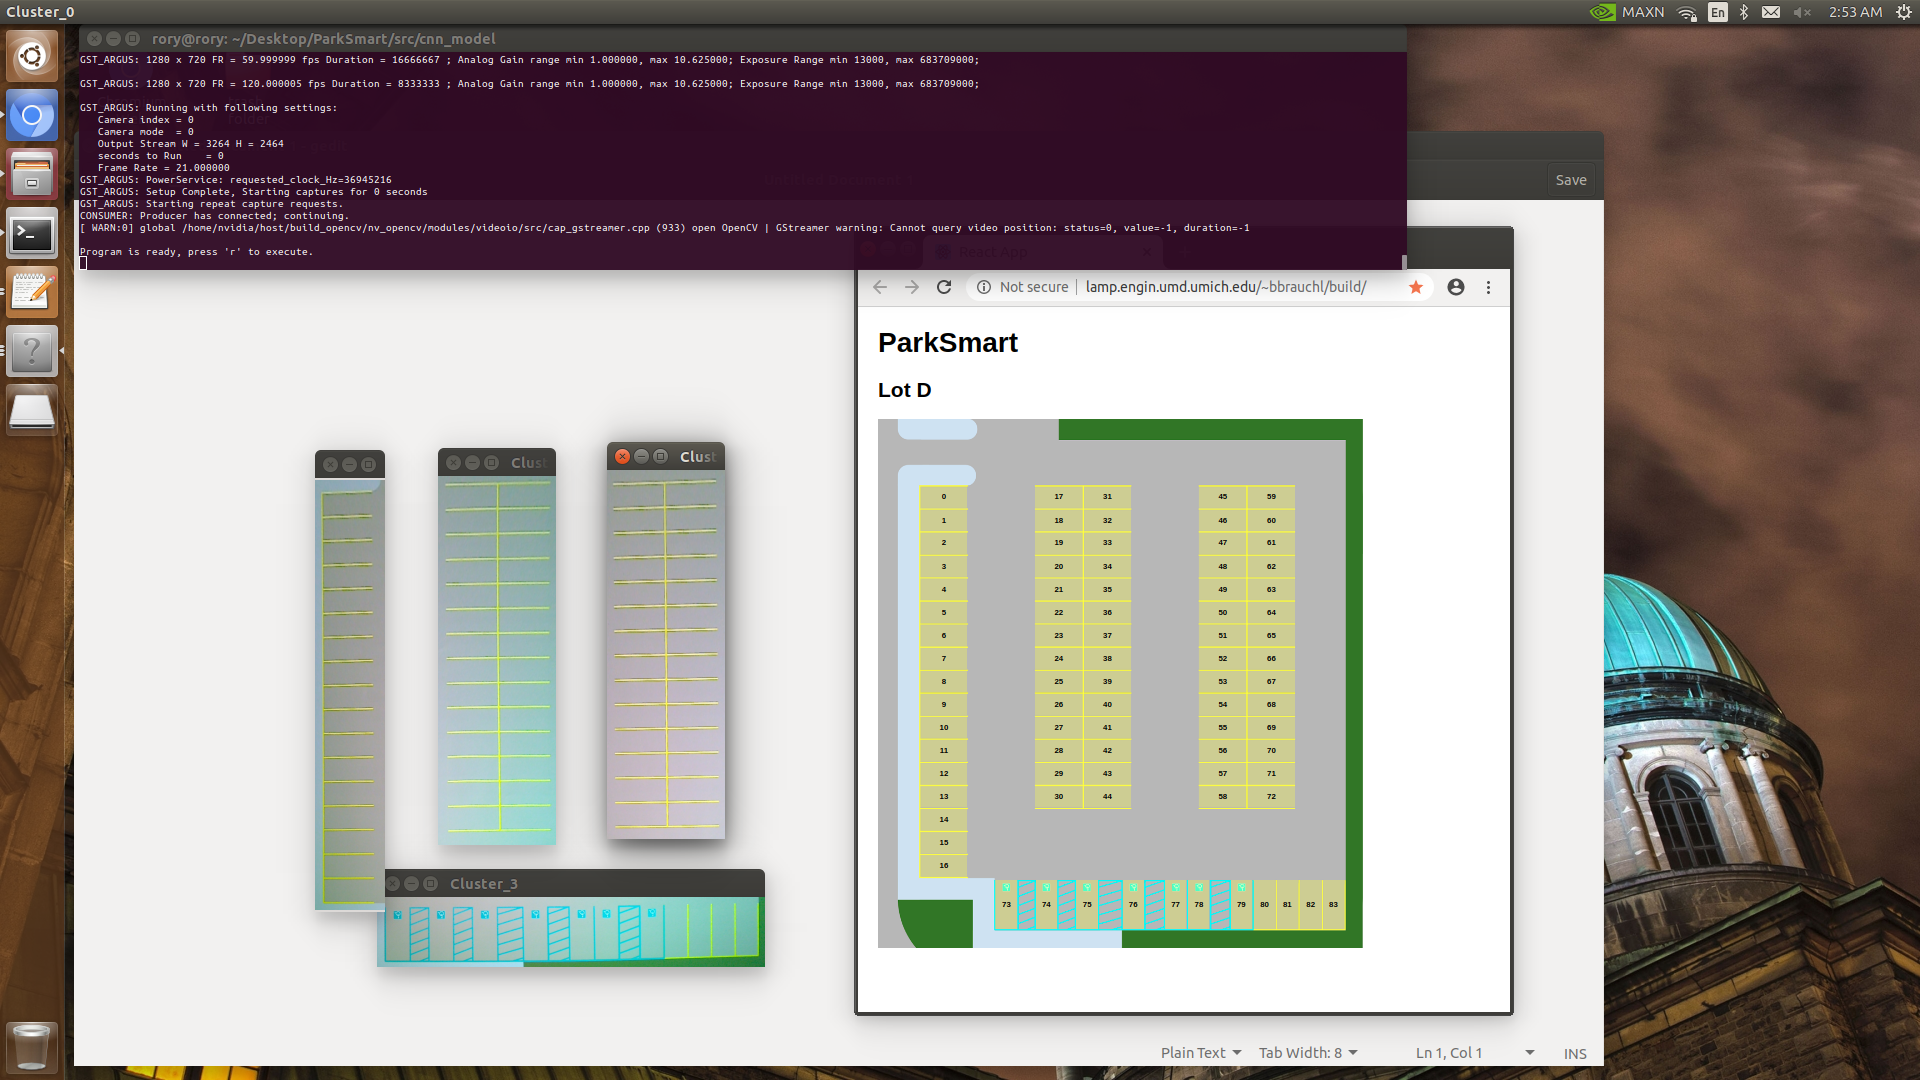 Cluster_0
MAXN
En
2:53 AM
rory@rory: ~/Desktop/ParkSmart/src/cnn_model
GST_ARGUS: 1280 x 720 FR = 59.999999 fps Duration = 16666667 ; Analog Gain range min 1.000000, max 10.625000; Exposure Range min 13000, max 683709000;
GST_ARGUS: 1280 x 720 FR = 120.000005 fps Duration = 8333333 ; Analog Gain range min 1.000000, max 10.625000; Exposure Range min 13000, max 683709000;
GST_ARGUS: Running with following settings:
Camera index = 0
Camera mode = 0
Output Stream W = 3264 H = 2464
seconds to Run = 0
Frame Rate = 21.000000
GST_ARGUS: PowerService: requested_clock_Hz=36945216
GST_ARGUS: Setup Complete, Starting captures for 0 seconds
GST_ARGUS: Starting repeat capture requests.
CONSUMER: Producer has connected; continuing.
[ WARN:0] global /home/nvidia/host/build_opencv/nv_opencv/modules/videoio/src/cap_gstreamer.cpp (933) open OpenCV | GStreamer warning: Cannot query video position: status=0, value=-1, duration=-1
Program is ready, press 'r' to execute.
Save
React App
Not secure
lamp.engin.umd.umich.edu/~bbrauchl/build/
ParkSmart
Lot D
0 17 31 45 59
1 18 32 46 60
2 19 33 47 61
3 20 34 48 62
4 21 35 49 63
5 22 36 50 64
6 23 37 51 65
7 24 38 52 66
8 25 39 53 67
9 26 40 54 68
10 27 41 55 69
11 28 42 56 70
12 29 43 57 71
13 30 44 58 72
14
15
16
73 74 75 76 77 78 79 80 81 82 83
Clust
Clust
Cluster_3
Plain Text
Tab Width: 8
Ln 1, Col 1
INS